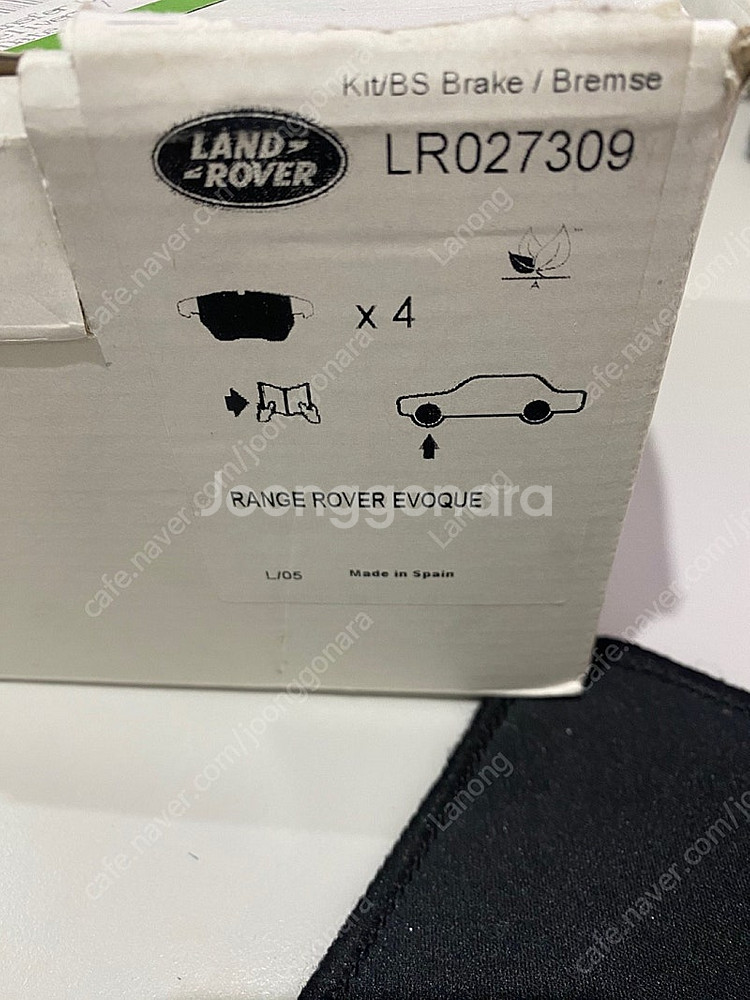 Kit/BS Brake / Bremse
LAND-
-ROVER
LR027309
A
x 4
RANGE ROVER EVOQUE
Joonggonara
L/05
Made in Spain
cafe.naver.com/joonggonara
Lanong